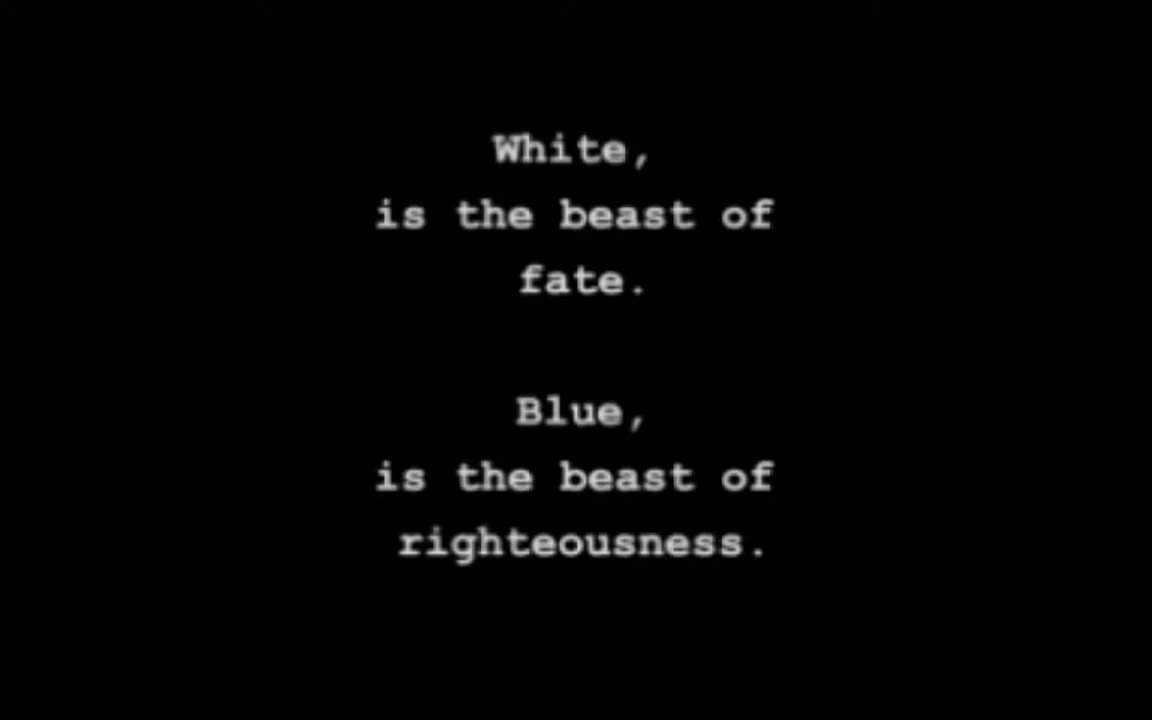 White,
is the beast of
fate.
Blue,
is the beast of
righteousness.